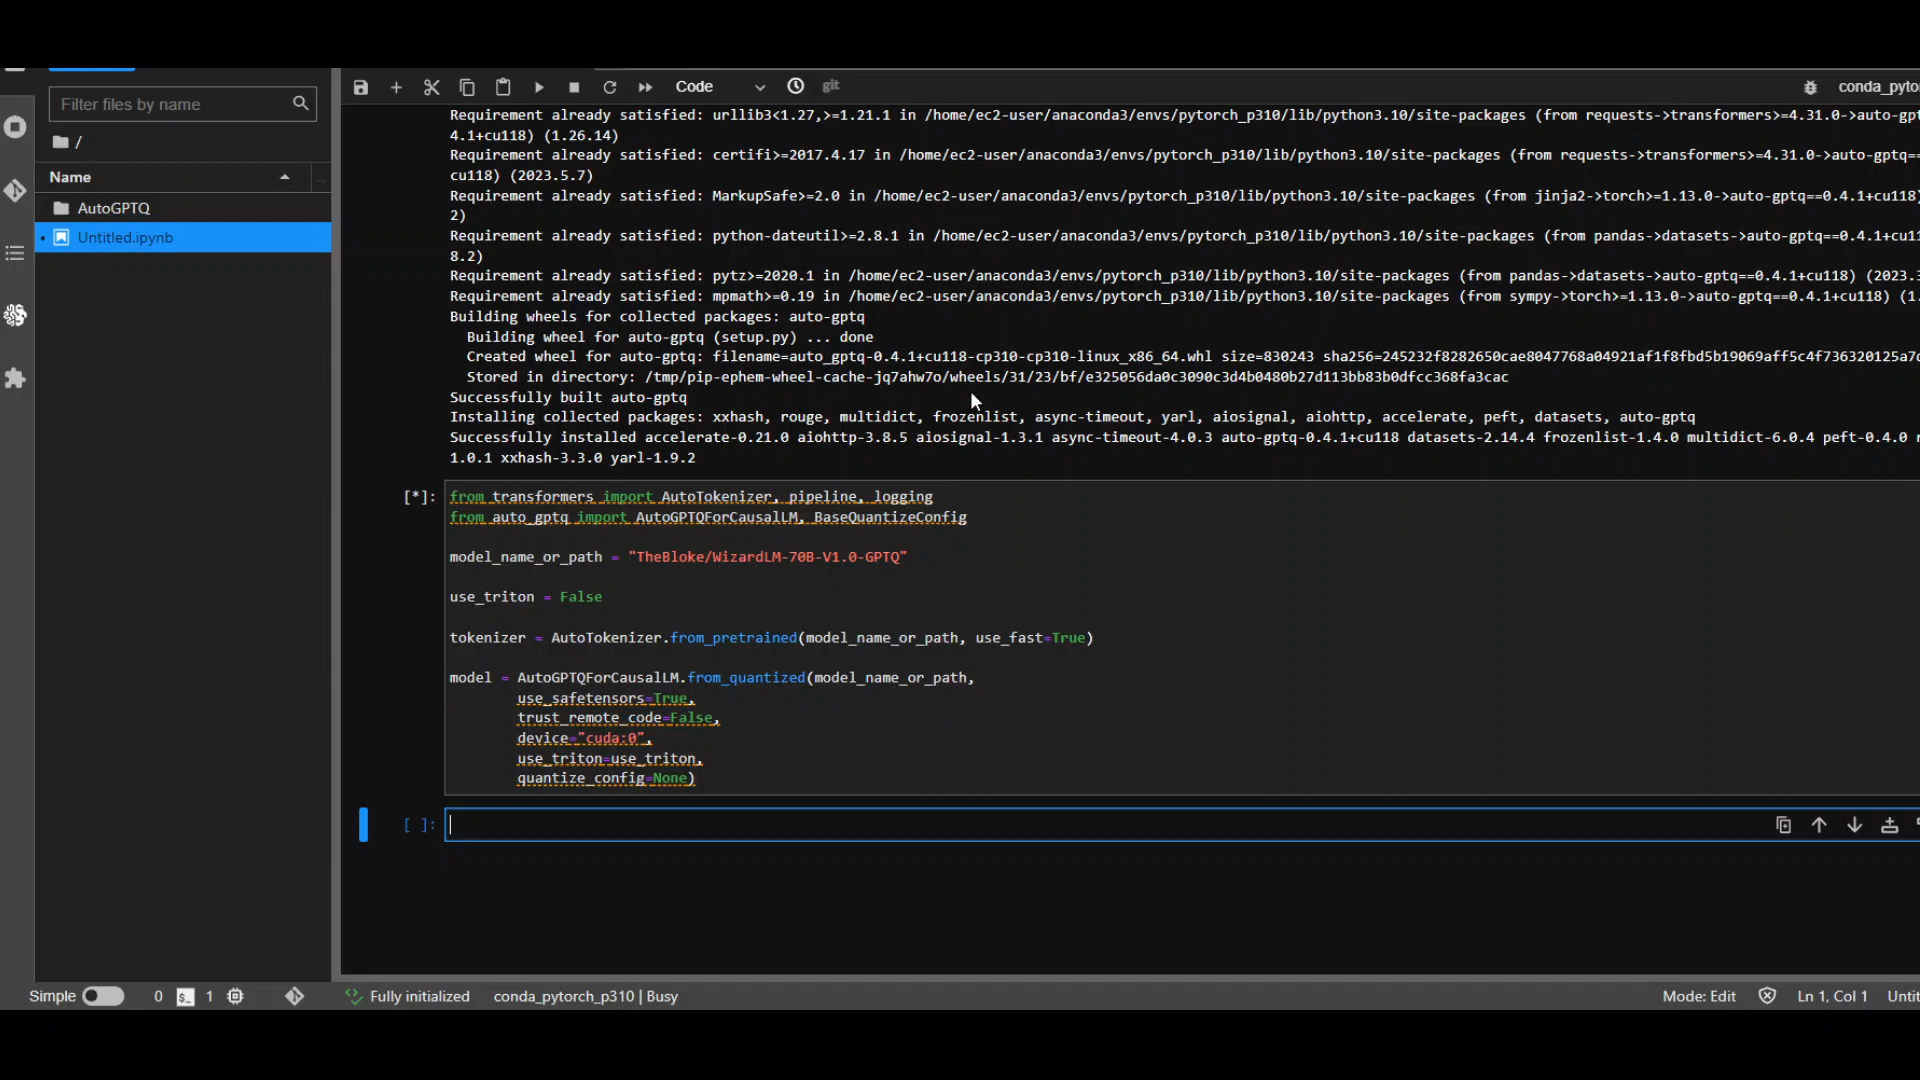 Filter files by name
/
Name
AutoGPTQ
Untitled.ipynb
Code
git
Requirement already satisfied: urllib3<1.27,>=1.21.1 in /home/ec2-user/anaconda3/envs/pytorch_p310/lib/python3.10/site-packages (from requests->transformers>=4.31.0->auto-gpt
4.1+cu118) (1.26.14)
Requirement already satisfied: certifi>=2017.4.17 in /home/ec2-user/anaconda3/envs/pytorch_p310/lib/python3.10/site-packages (from requests->transformers>=4.31.0->auto-gptq==
cu118) (2023.5.7)
Requirement already satisfied: MarkupSafe>=2.0 in /home/ec2-user/anaconda3/envs/pytorch_p310/lib/python3.10/site-packages (from jinja2->torch>=1.13.0->auto-gptq==0.4.1+cu118)
2)
Requirement already satisfied: python-dateutil>=2.8.1 in /home/ec2-user/anaconda3/envs/pytorch_p310/lib/python3.10/site-packages (from pandas->datasets->auto-gptq==0.4.1+cu11
8.2)
Requirement already satisfied: pytz>=2020.1 in /home/ec2-user/anaconda3/envs/pytorch_p310/lib/python3.10/site-packages (from pandas->datasets->auto-gptq==0.4.1+cu118) (2023.3
Requirement already satisfied: mpmath>=0.19 in /home/ec2-user/anaconda3/envs/pytorch_p310/lib/python3.10/site-packages (from sympy->torch>=1.13.0->auto-gptq==0.4.1+cu118) (1.
Building wheels for collected packages: auto-gptq
Building wheel for auto-gptq (setup.py) ... done
Created wheel for auto-gptq: filename=auto_gptq-0.4.1+cu118-cp310-cp310-linux_x86_64.whl size=830243 sha256=245232f8282650cae8047768a04921af1f8fbd5b19069aff5c4f736320125a7c
Stored in directory: /tmp/pip-ephem-wheel-cache-jq7ahw7o/wheels/31/23/bf/e325056da0c3090c3d4b0480b27d113bb83b0dfcc368fa3cac
Successfully built auto-gptq
Installing collected packages: xxhash, rouge, multidict, frozenlist, async-timeout, yarl, aiosignal, aiohttp, accelerate, peft, datasets, auto-gptq
Successfully installed accelerate-0.21.0 aiohttp-3.8.5 aiosignal-1.3.1 async-timeout-4.0.3 auto-gptq-0.4.1+cu118 datasets-2.14.4 frozenlist-1.4.0 multidict-6.0.4 peft-0.4.0
1.0.1 xxhash-3.3.0 yarl-1.9.2
[*]:
from transformers import AutoTokenizer, pipeline, logging
from auto_gptq import AutoGPTQForCausalLM, BaseQuantizeConfig
model_name_or_path = "TheBloke/WizardLM-70B-V1.0-GPTQ"
use_triton = False
tokenizer = AutoTokenizer.from_pretrained(model_name_or_path, use_fast=True)
model = AutoGPTQForCausalLM.from_quantized(model_name_or_path,
use_safetensors=True,
trust_remote_code=False,
device="cuda:0",
use_triton=use_triton,
quantize_config=None)
[ ]:
conda_pyto
Simple
0
1
Fully initialized
conda_pytorch_p310 | Busy
Mode: Edit
Ln 1, Col 1
Untit